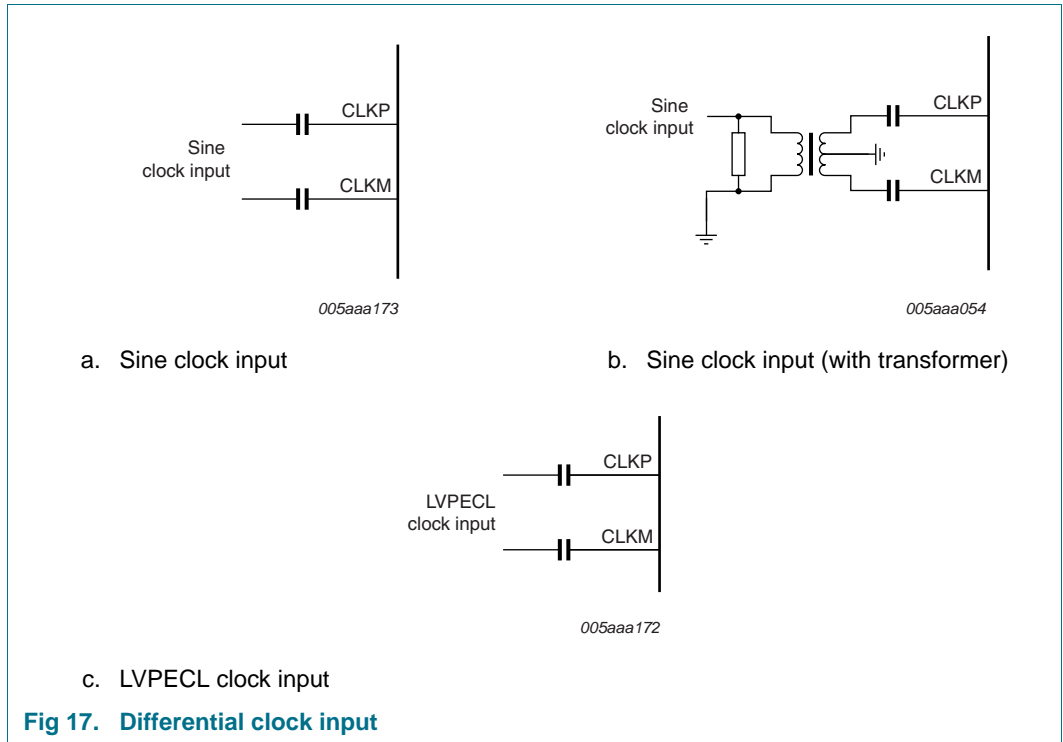 CLKP
Sine
clock input
CLKM
005aaa173
a. Sine clock input
Sine
clock input
CLKP
CLKM
005aaa054
b. Sine clock input (with transformer)
CLKP
LVPECL
clock input
CLKM
005aaa172
c. LVPECL clock input
Fig 17. Differential clock input